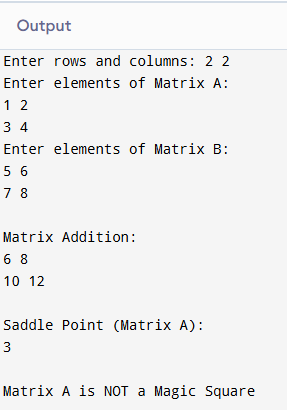 Output
Enter rows and columns: 2 2
Enter elements of Matrix A:
1 2
3 4
Enter elements of Matrix B:
5 6
7 8
Matrix Addition:
6 8
10 12
Saddle Point (Matrix A):
3
Matrix A is NOT a Magic Square